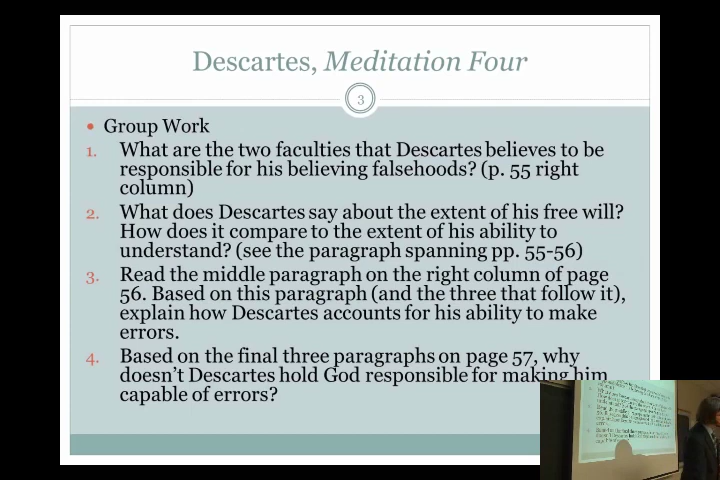 Descartes, Meditation Four
3
• Group Work
1. What are the two faculties that Descartes believes to be
responsible for his believing falsehoods? (p. 55 right
column)
2. What does Descartes say about the extent of his free will?
How does it compare to the extent of his ability to
understand? (see the paragraph spanning pp. 55-56)
3. Read the middle paragraph on the right column of page
56. Based on this paragraph (and the three that follow it),
explain how Descartes accounts for his ability to make
errors.
4. Based on the final three paragraphs on page 57, why
doesn't Descartes hold God responsible for making him
capable of errors?